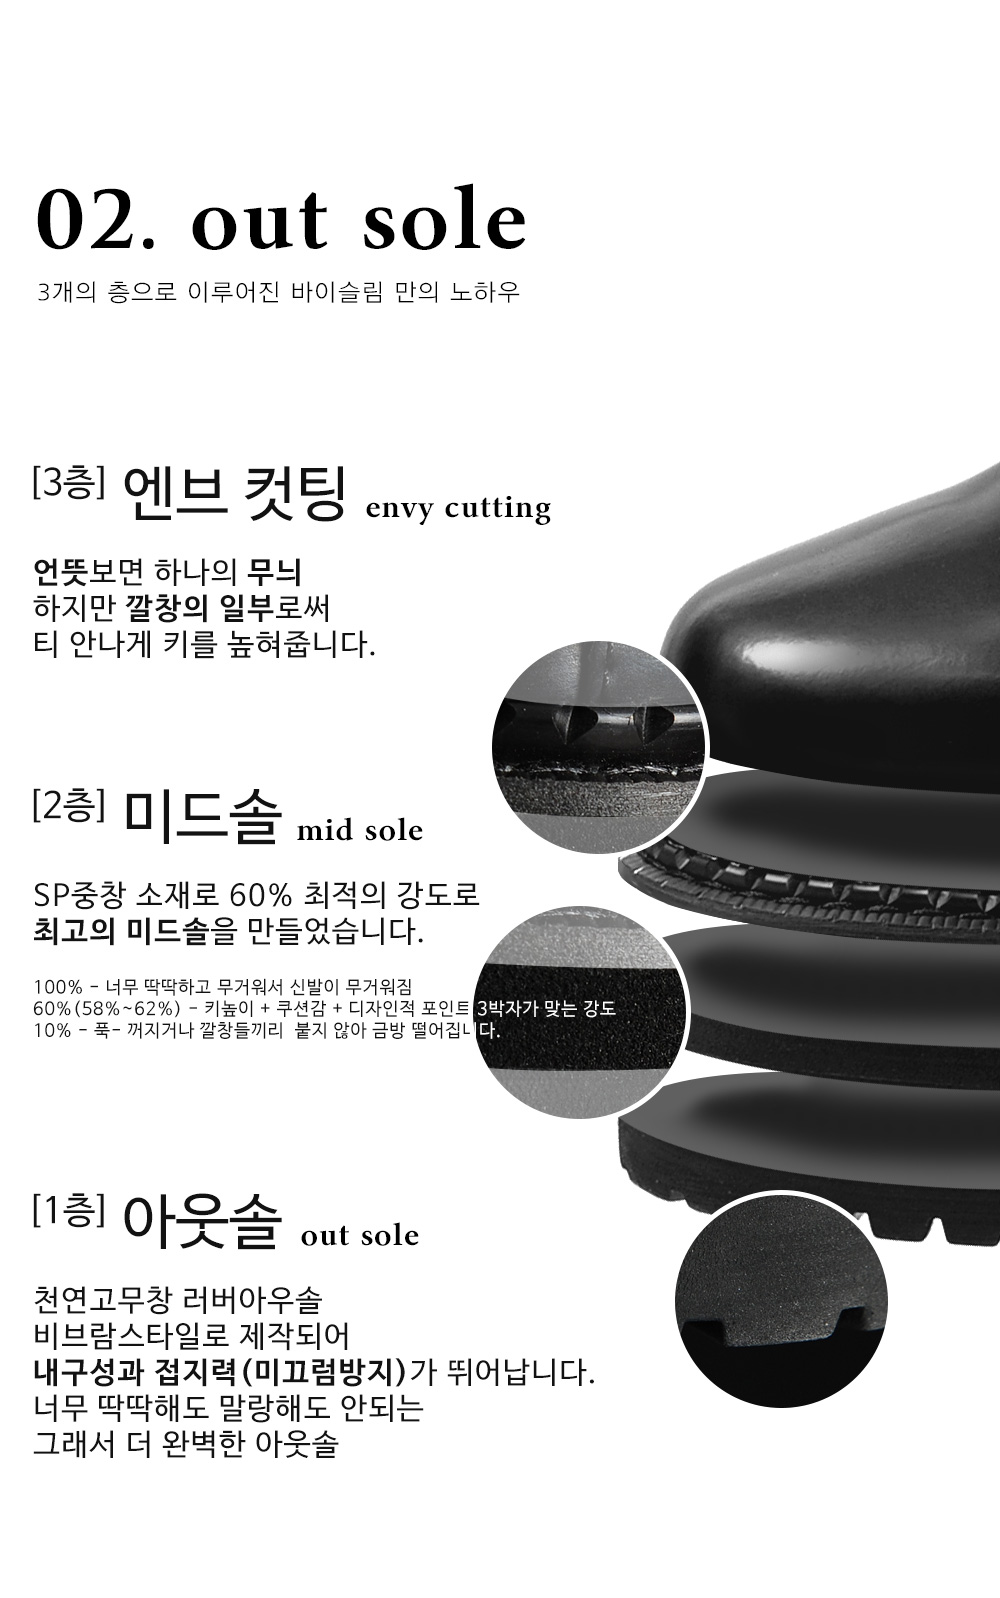 02. out sole
3개의 층으로 이루어진 바이슬림 만의 노하우
[3층] 엔브 컷팅 envy cutting
언뜻보면 하나의 무늬
하지만 깔창의 일부로써
티 안나게 키를 높혀줍니다.
[2층] 미드솔 mid sole
SP중창 소재로 60% 최적의 강도로
최고의 미드솔을 만들었습니다.
100% - 너무 딱딱하고 무거워서 신발이 무거워짐
60%(58%~62%) - 키높이 + 쿠션감 + 디자인적 포인트 3박자가 맞는 강도
10% - 푹- 꺼지거나 깔창들끼리 붙지 않아 금방 떨어집니다.
[1층] 아웃솔 out sole
천연고무창 러버아우솔
비브람스타일로 제작되어
내구성과 접지력(미끄럼방지)가 뛰어납니다.
너무 딱딱해도 말랑해도 안되는
그래서 더 완벽한 아웃솔